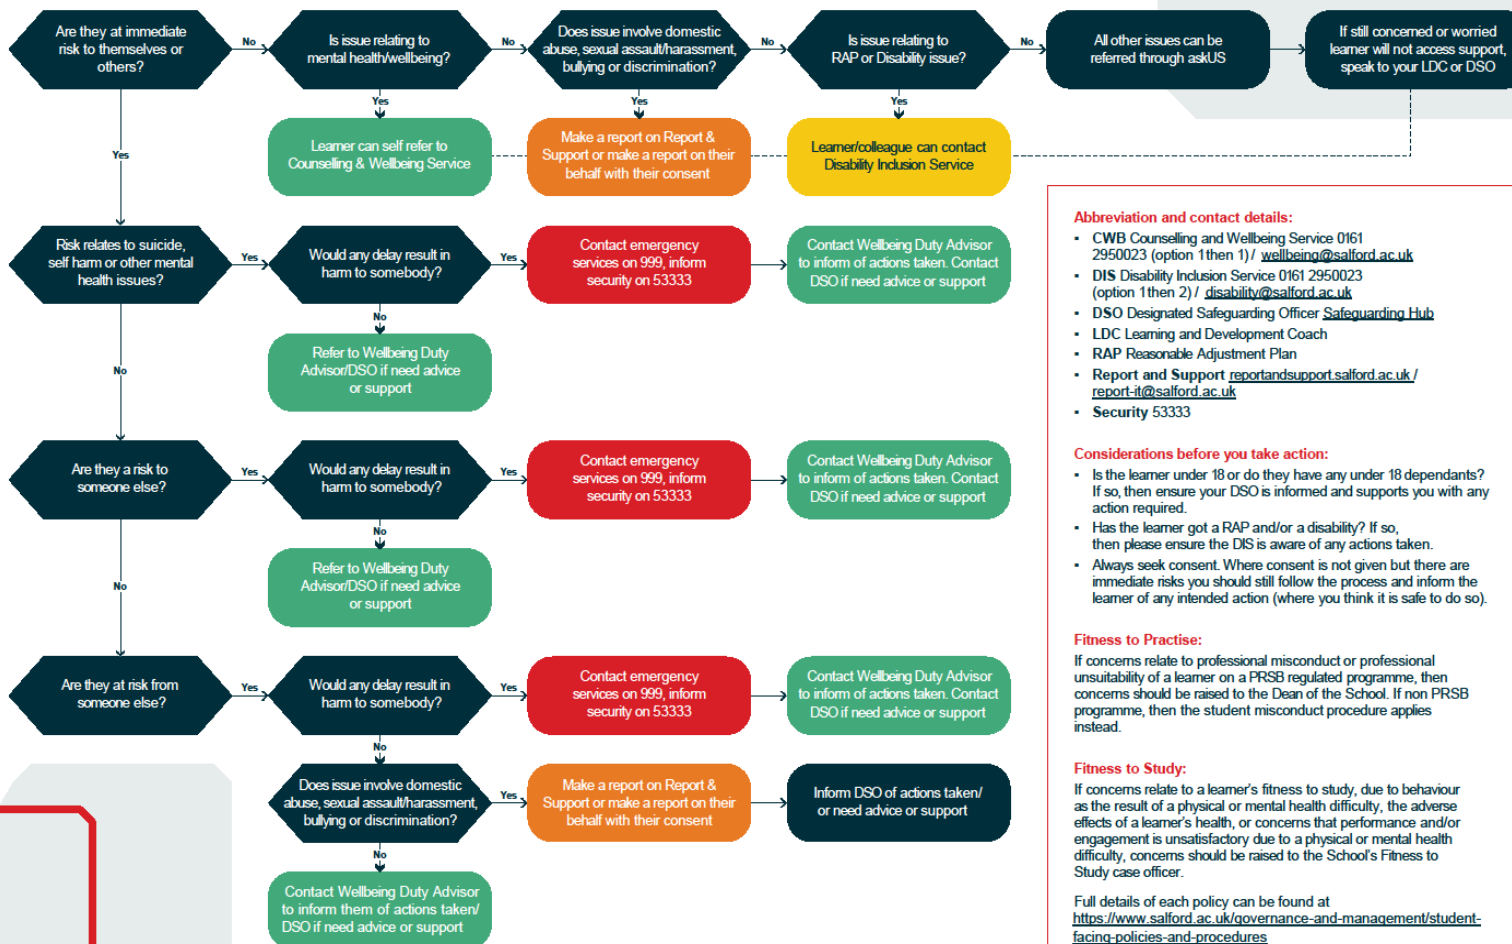 Are they at immediate
risk to themselves or
others?
No
Is issue relating to
mental health/wellbeing?
No
Does issue involve domestic
abuse, sexual assault/harassment,
bullying or discrimination?
No
Is issue relating to
RAP or Disability issue?
No
All other issues can be
referred through askUS
If still concerned or worried
learner will not access support,
speak to your LDC or DSO
Yes
Yes
Yes
Yes
Learner can self refer to
Counselling & Wellbeing Service
Make a report on Report &
Support or make a report on their
behalf with their consent
Learner/colleague can contact
Disability Inclusion Service
Risk relates to suicide,
self harm or other mental
health issues?
Yes
Would any delay result in
harm to somebody?
Yes
Contact emergency
services on 999, inform
security on 53333
Contact Wellbeing Duty Advisor
to inform of actions taken. Contact
DSO if need advice or support
No
Refer to Wellbeing Duty
Advisor/DSO if need advice
or support
No
Are they a risk to
someone else?
Yes
Would any delay result in
harm to somebody?
Yes
Contact emergency
services on 999, inform
security on 53333
Contact Wellbeing Duty Advisor
to inform of actions taken. Contact
DSO if need advice or support
No
Refer to Wellbeing Duty
Advisor/DSO if need advice
or support
No
Are they at risk from
someone else?
Yes
Would any delay result in
harm to somebody?
Yes
Contact emergency
services on 999, inform
security on 53333
Contact Wellbeing Duty Advisor
to inform of actions taken. Contact
DSO if need advice or support
No
Does issue involve domestic
abuse, sexual assault/harassment,
bullying or discrimination?
Yes
Make a report on Report &
Support or make a report on their
behalf with their consent
Inform DSO of actions taken/
or need advice or support
No
Contact Wellbeing Duty Advisor
to inform them of actions taken/
DSO if need advice or support
Abbreviation and contact details:
▪ CWB Counselling and Wellbeing Service 0161
2950023 (option 1 then 1) / wellbeing@salford.ac.uk
▪ DIS Disability Inclusion Service 0161 2950023
(option 1 then 2) / disability@salford.ac.uk
▪ DSO Designated Safeguarding Officer Safeguarding Hub
▪ LDC Learning and Development Coach
▪ RAP Reasonable Adjustment Plan
▪ Report and Support reportandsupport.salford.ac.uk /
report-it@salford.ac.uk
▪ Security 53333
Considerations before you take action:
▪ Is the learner under 18 or do they have any under 18 dependants?
If so, then ensure your DSO is informed and supports you with any
action required.
▪ Has the learner got a RAP and/or a disability? If so,
then please ensure the DIS is aware of any actions taken.
▪ Always seek consent. Where consent is not given but there are
immediate risks you should still follow the process and inform the
learner of any intended action (where you think it is safe to do so).
Fitness to Practise:
If concerns relate to professional misconduct or professional
unsuitability of a learner on a PRSB regulated programme, then
concerns should be raised to the Dean of the School. If non PRSB
programme, then the student misconduct procedure applies
instead.
Fitness to Study:
If concerns relate to a learner's fitness to study, due to behaviour
as the result of a physical or mental health difficulty, the adverse
effects of a learner's health, or concerns that performance and/or
engagement is unsatisfactory due to a physical or mental health
difficulty, concerns should be raised to the School's Fitness to
Study case officer.
Full details of each policy can be found at
https://www.salford.ac.uk/governance-and-management/student-
facing-policies-and-procedures